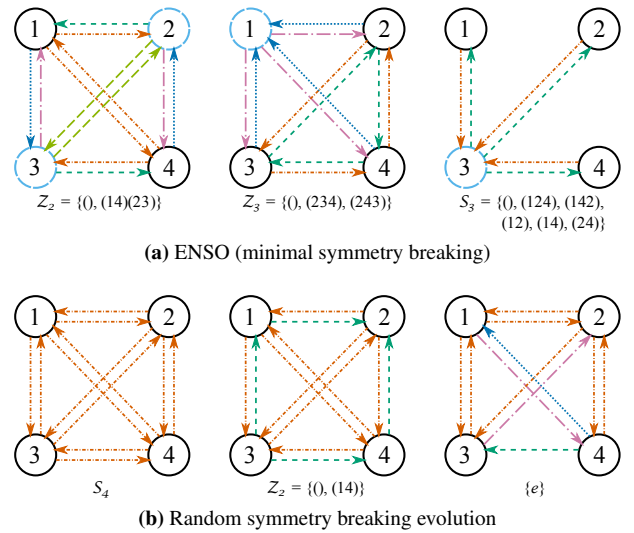 1 2 1 2 1 2
3 4 3 4 3 4
Z₂ = {(), (14)(23)} Z₃ = {(), (234), (243)} S₃ = {(), (124), (142),
(12), (14), (24)}
(a) ENSO (minimal symmetry breaking)
1 2 1 2 1 2
3 4 3 4 3 4
S₄ Z₂ = {(), (14)} {e}
(b) Random symmetry breaking evolution